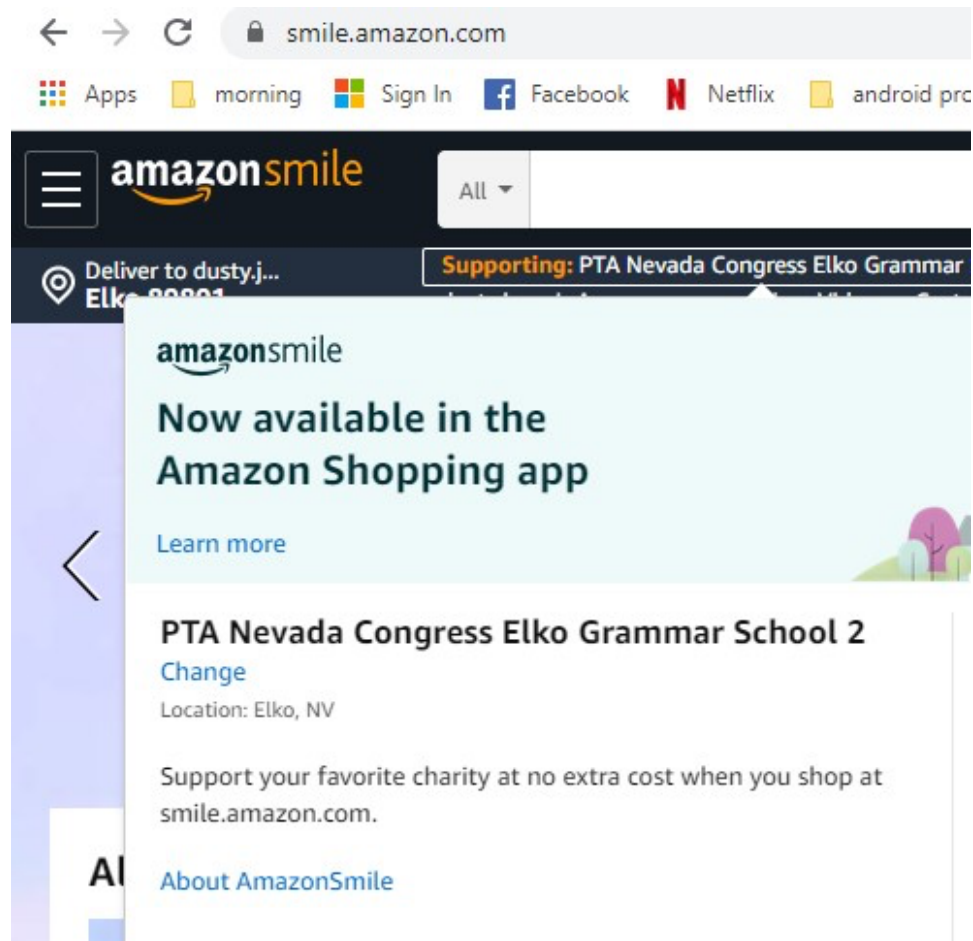 smile.amazon.com
Apps morning Sign In Facebook Netflix android pro
amazonsmile
All
Deliver to dusty.j...
Supporting: PTA Nevada Congress Elko Grammar
Elko 89801
amazonsmile
Now available in the
Amazon Shopping app
Learn more
PTA Nevada Congress Elko Grammar School 2
Change
Location: Elko, NV
Support your favorite charity at no extra cost when you shop at
smile.amazon.com.
About AmazonSmile